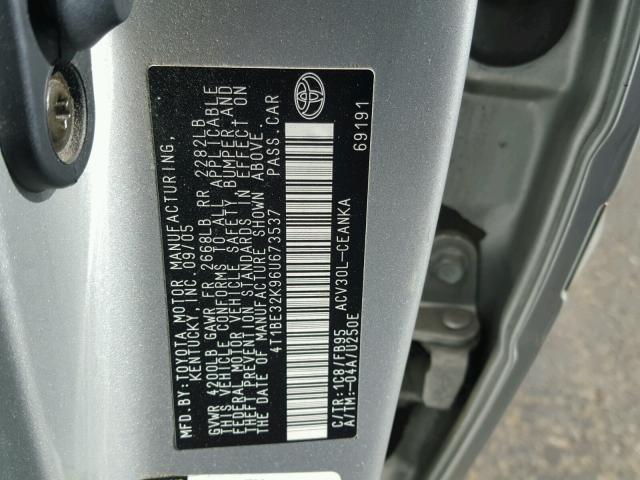 MFD.BY:TOYOTA MOTOR MANUFACTURING,
KENTUCKY, INC. 09/05
GVWR 4200LB GAWR FR 2668LB RR 2282LB
THIS VEHICLE CONFORMS TO ALL APPLICABLE
FEDERAL MOTOR VEHICLE SAFETY, BUMPER, AND
THEFT PREVENTION STANDARDS IN EFFECT ON
THE DATE OF MANUFACTURE SHOWN ABOVE.
4T1BE32K96U673537 PASS.CAR
C/TR:1C8/FB95 ACV30L-CEANKA
A/TM:-04A/U250E
69191